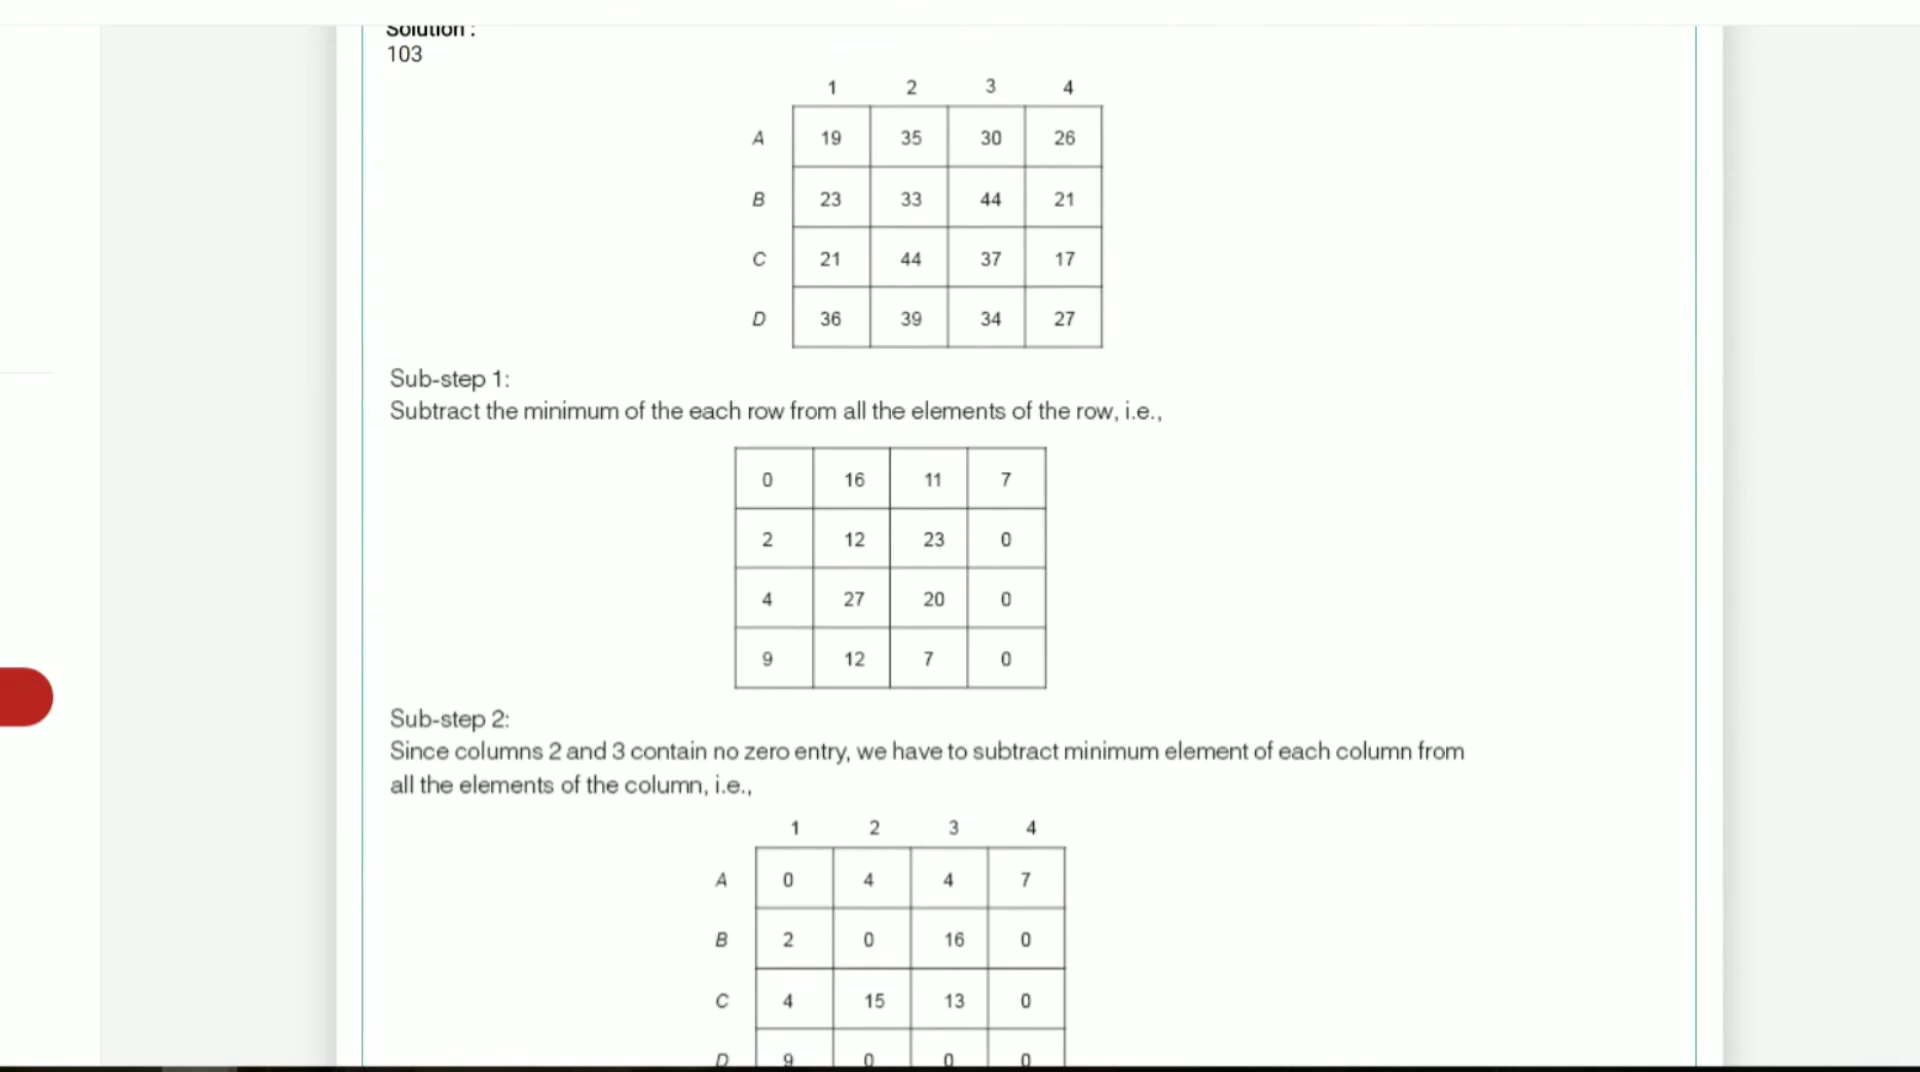 Solution :
103
1 2 3 4
A 19 35 30 26
B 23 33 44 21
C 21 44 37 17
D 36 39 34 27
Sub-step 1:
Subtract the minimum of the each row from all the elements of the row, i.e.,
0 16 11 7
2 12 23 0
4 27 20 0
9 12 7 0
Sub-step 2:
Since columns 2 and 3 contain no zero entry, we have to subtract minimum element of each column from
all the elements of the column, i.e.,
1 2 3 4
A 0 4 4 7
B 2 0 16 0
C 4 15 13 0
D 9 0 0 0